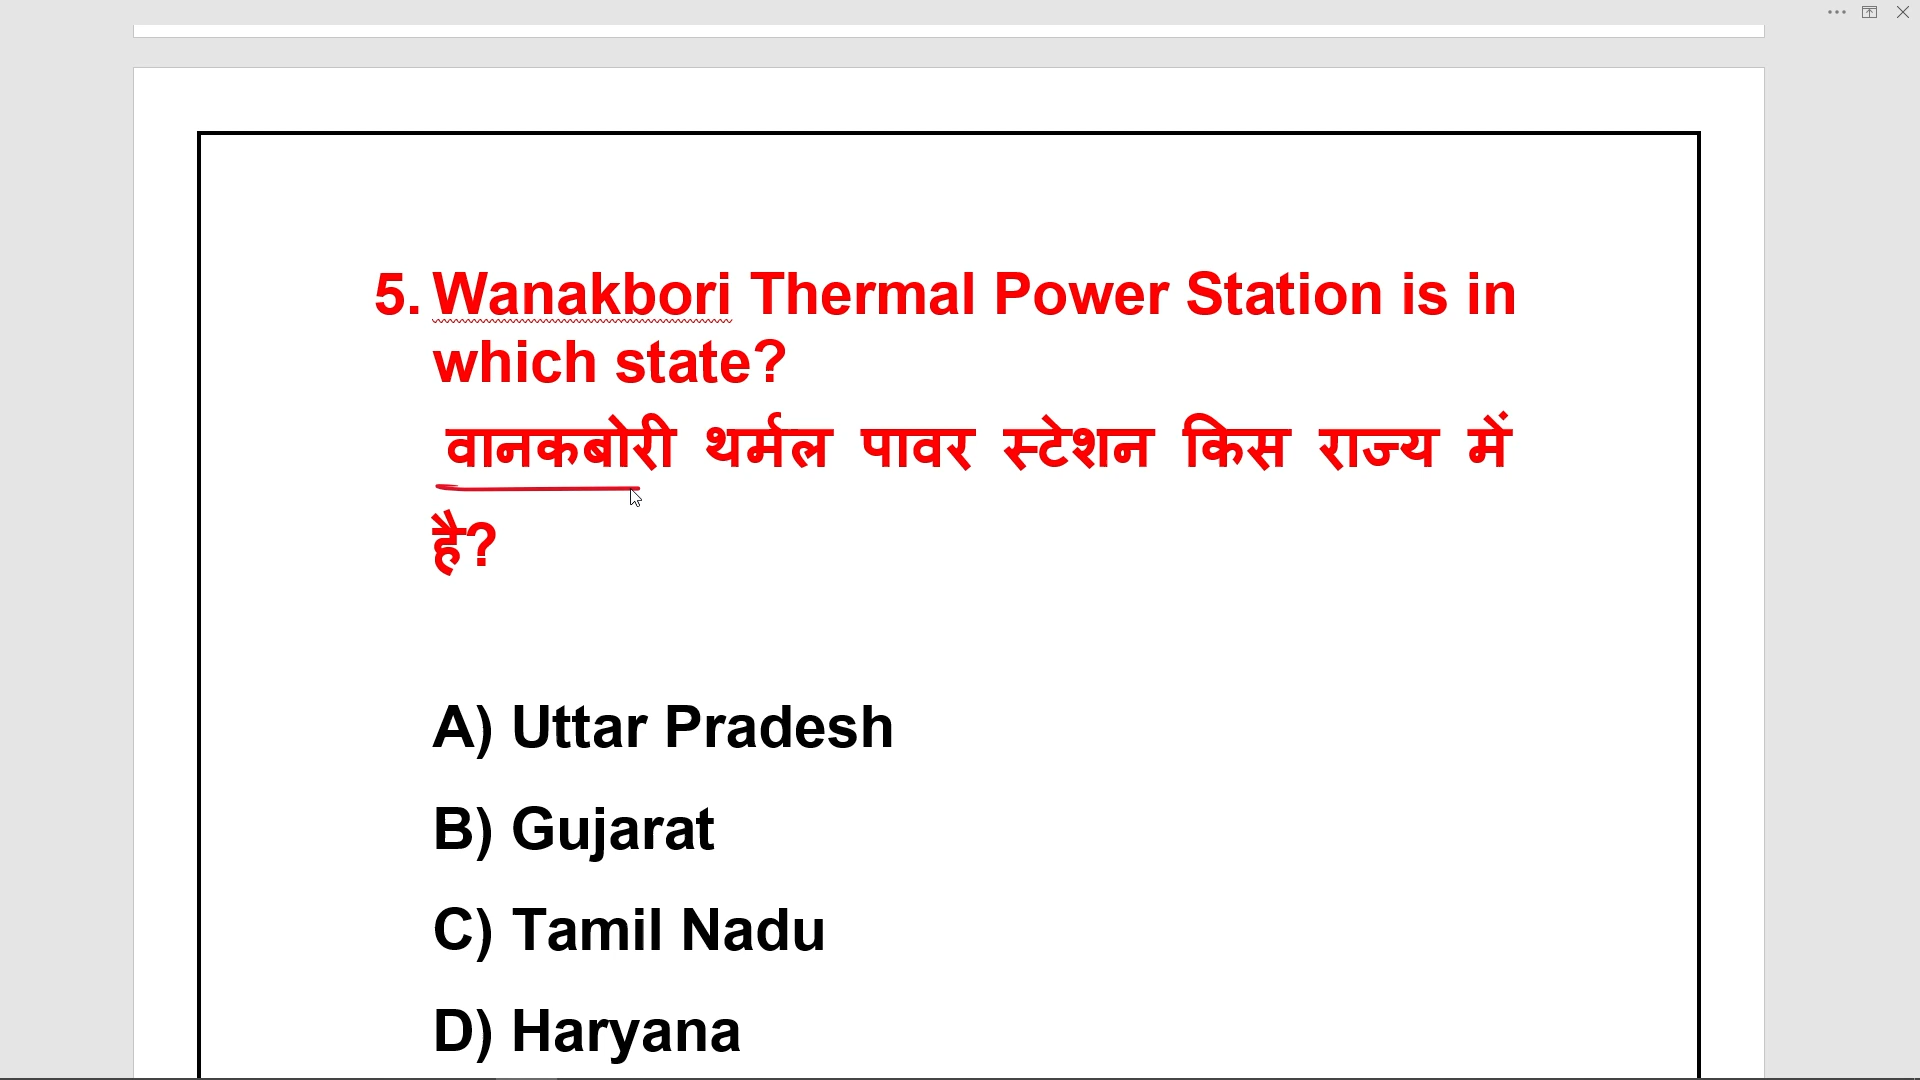 5. Wanakbori Thermal Power Station is in
which state?
वानकबोरी थर्मल पावर स्टेशन किस राज्य में
है?
A) Uttar Pradesh
B) Gujarat
C) Tamil Nadu
D) Haryana